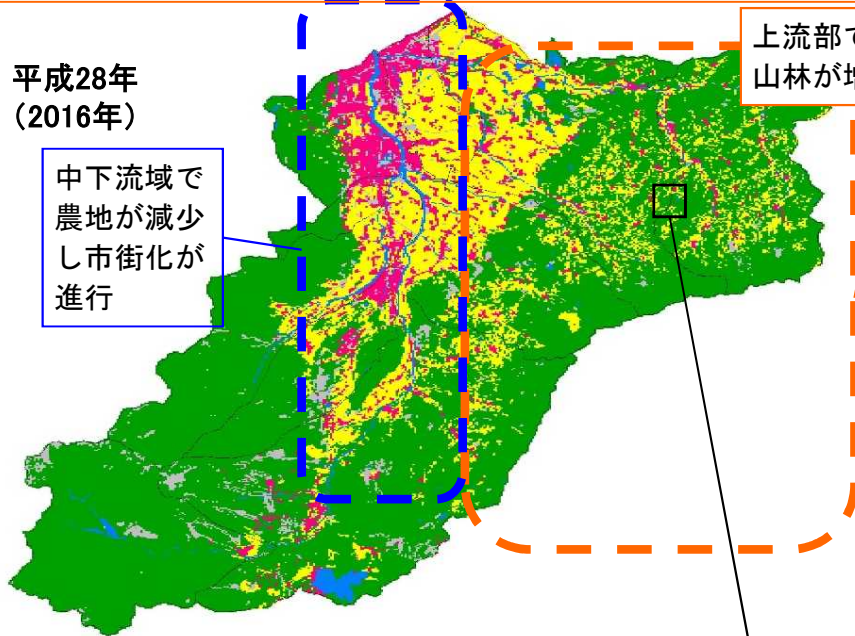 平成28年
（2016年）
中下流域で
農地が減少
し市街化が
進行
上流部で
山林が増